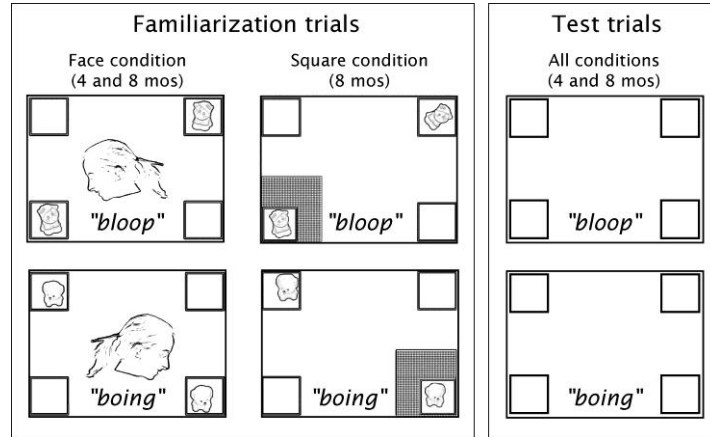 Familiarization trials
Face condition
(4 and 8 mos)
Square condition
(8 mos)
"bloop"
"bloop"
"boing"
"boing"
Test trials
All conditions
(4 and 8 mos)
"bloop"
"boing"